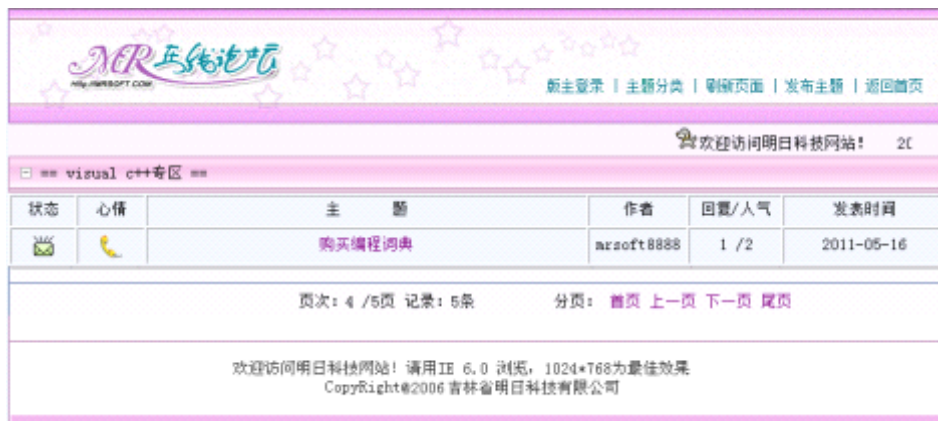 MR在线论坛
http://MRSOFT.COM
版主登录 | 主题分类 | 刷新页面 | 发布主题 | 返回首页
欢迎访问明日科技网站! 20
== visual c++专区 ==
状态 心情 主 题 作者 回复/人气 发表时间
购买编程词典 mrsoft8888 1 /2 2011-05-16
页次: 4 /5页 记录: 5条 分页: 首页 上一页 下一页 尾页
欢迎访问明日科技网站! 请用IE 6.0 浏览, 1024*768为最佳效果
CopyRight@2006 吉林省明日科技有限公司